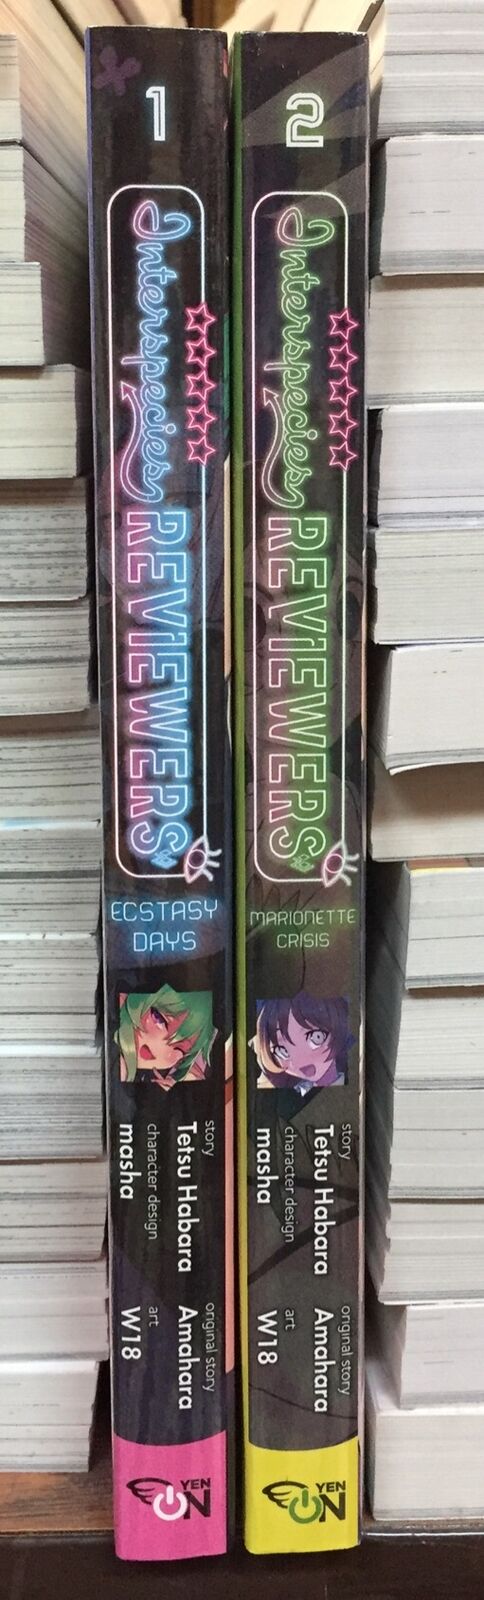 1
Interspecies
REVIEWERS
ECSTASY
DAYS
story
Tetsu Habara
character design
masha
original story
Amahara
art
W18
YEN
ON
2
Interspecies
REVIEWERS
MARIONETTE
CRISIS
story
Tetsu Habara
character design
masha
original story
Amahara
art
W18
YEN
ON